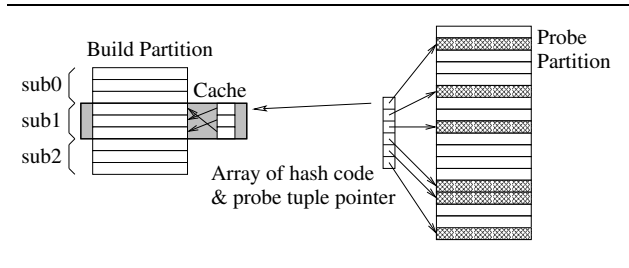 Build Partition
sub0
sub1
sub2
Cache
Array of hash code
& probe tuple pointer
Probe
Partition